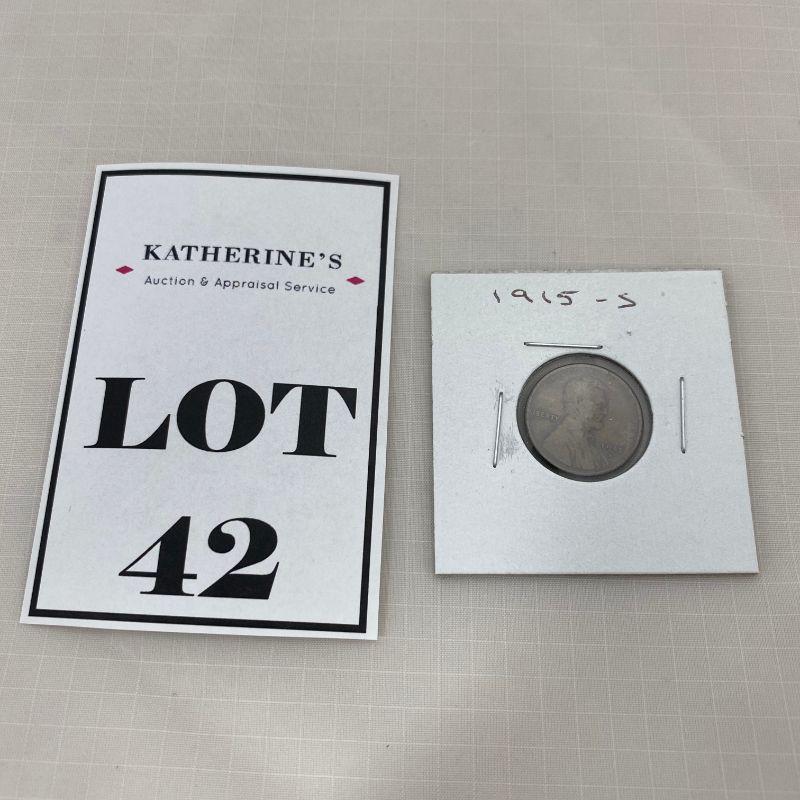 KATHERINE'S
Auction & Appraisal Service
LOT
42
1915-S
LIBERTY